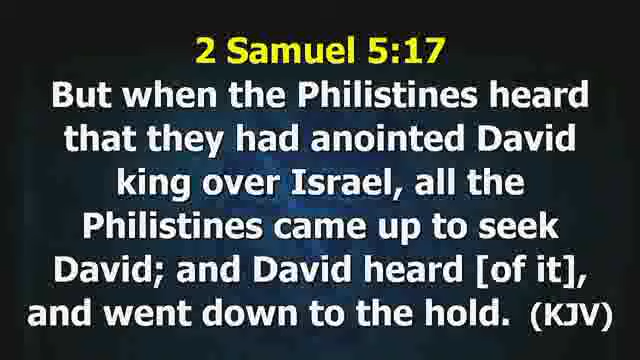 2 Samuel 5:17
But when the Philistines heard
that they had anointed David
king over Israel, all the
Philistines came up to seek
David; and David heard [of it],
and went down to the hold. (KJV)